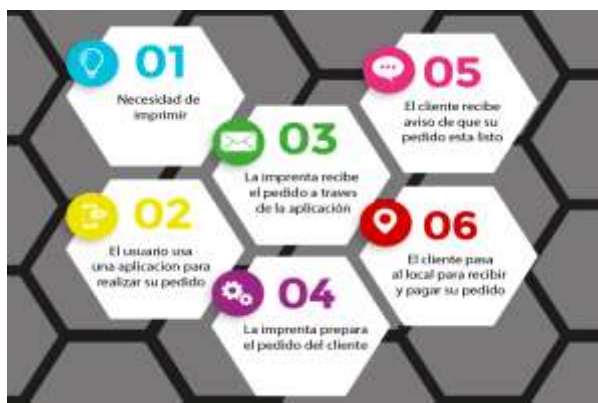 01
Necesidad de
imprimir
02
El usuario usa
una aplicacion para
realizar su pedido
03
La imprenta recibe
el pedido a traves
de la aplicación
04
La imprenta prepara
el pedido del cliente
05
El cliente recibe
aviso de que su
pedido esta listo
06
El cliente pasa
al local para recibir
y pagar su pedido